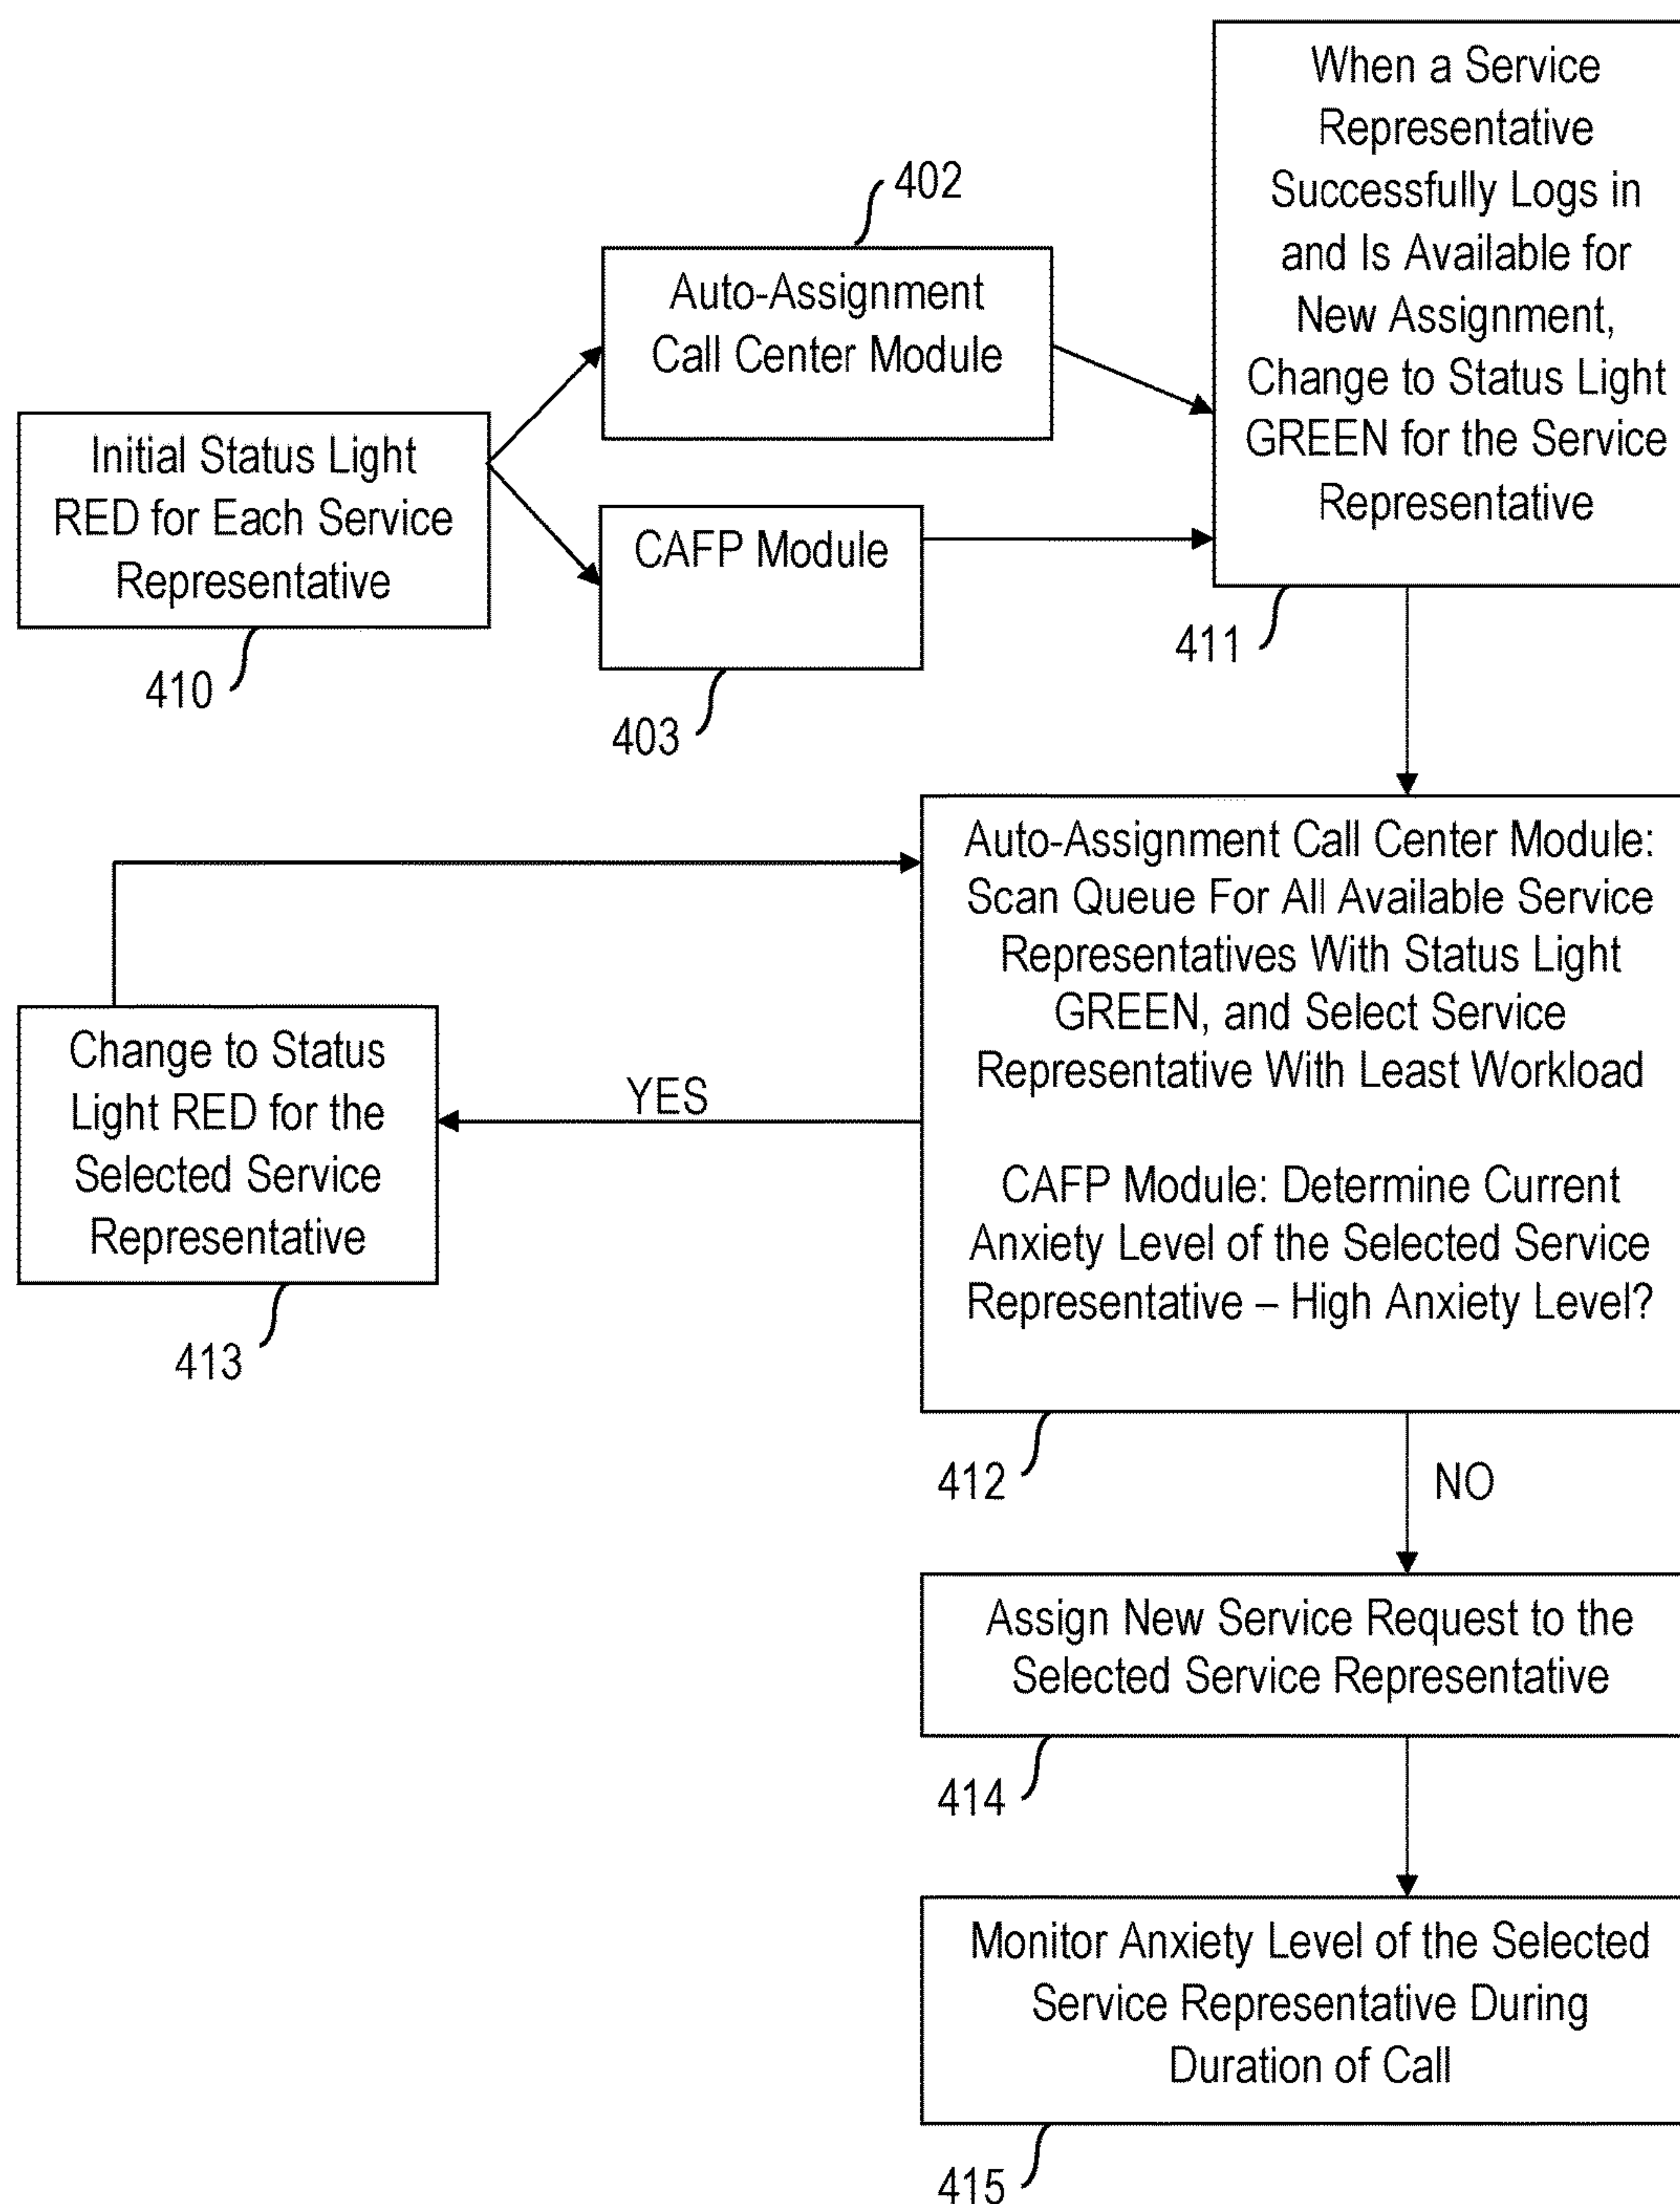 When a Service
Representative
Successfully Logs in
and Is Available for
New Assignment,
Change to Status Light
GREEN for the Service
Representative
411
402
Auto-Assignment
Call Center Module
Initial Status Light
RED for Each Service
Representative
410
CAFP Module
403
Auto-Assignment Call Center Module:
Scan Queue For All Available Service
Representatives With Status Light
GREEN, and Select Service
Representative With Least Workload
CAFP Module: Determine Current
Anxiety Level of the Selected Service
Representative – High Anxiety Level?
412
YES
Change to Status
Light RED for the
Selected Service
Representative
413
NO
Assign New Service Request to the
Selected Service Representative
414
Monitor Anxiety Level of the Selected
Service Representative During
Duration of Call
415